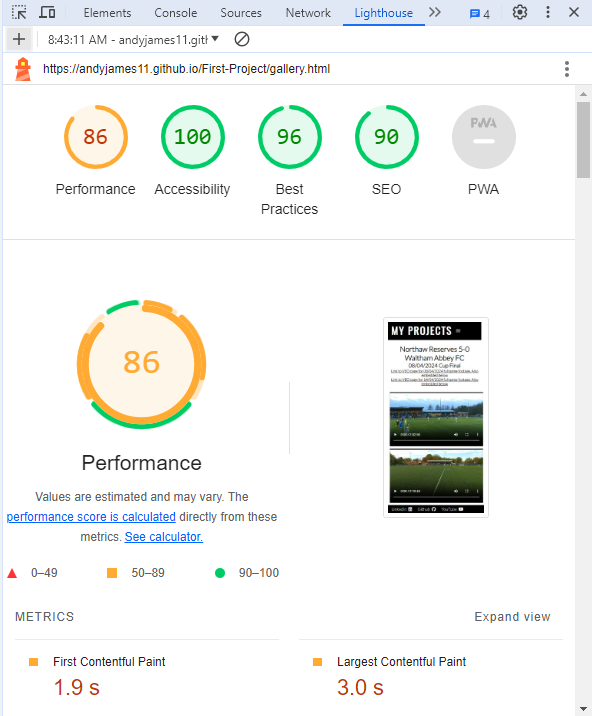 Elements Console Sources Network Lighthouse 4
8:43:11 AM - andyjames11.gitl
https://andyjames11.github.io/First-Project/gallery.html
86 100 96 90 PWA
Performance Accessibility Best Practices SEO PWA
86
Performance
Values are estimated and may vary. The
performance score is calculated directly from these
metrics. See calculator.
0–49 50–89 90–100
MY PROJECTS
Northaw Reserves 5-0
Waltham Abbey FC
08/04/2024 Cup Final
LinkedIn Github YouTube
METRICS
Expand view
First Contentful Paint
1.9 s
Largest Contentful Paint
3.0 s